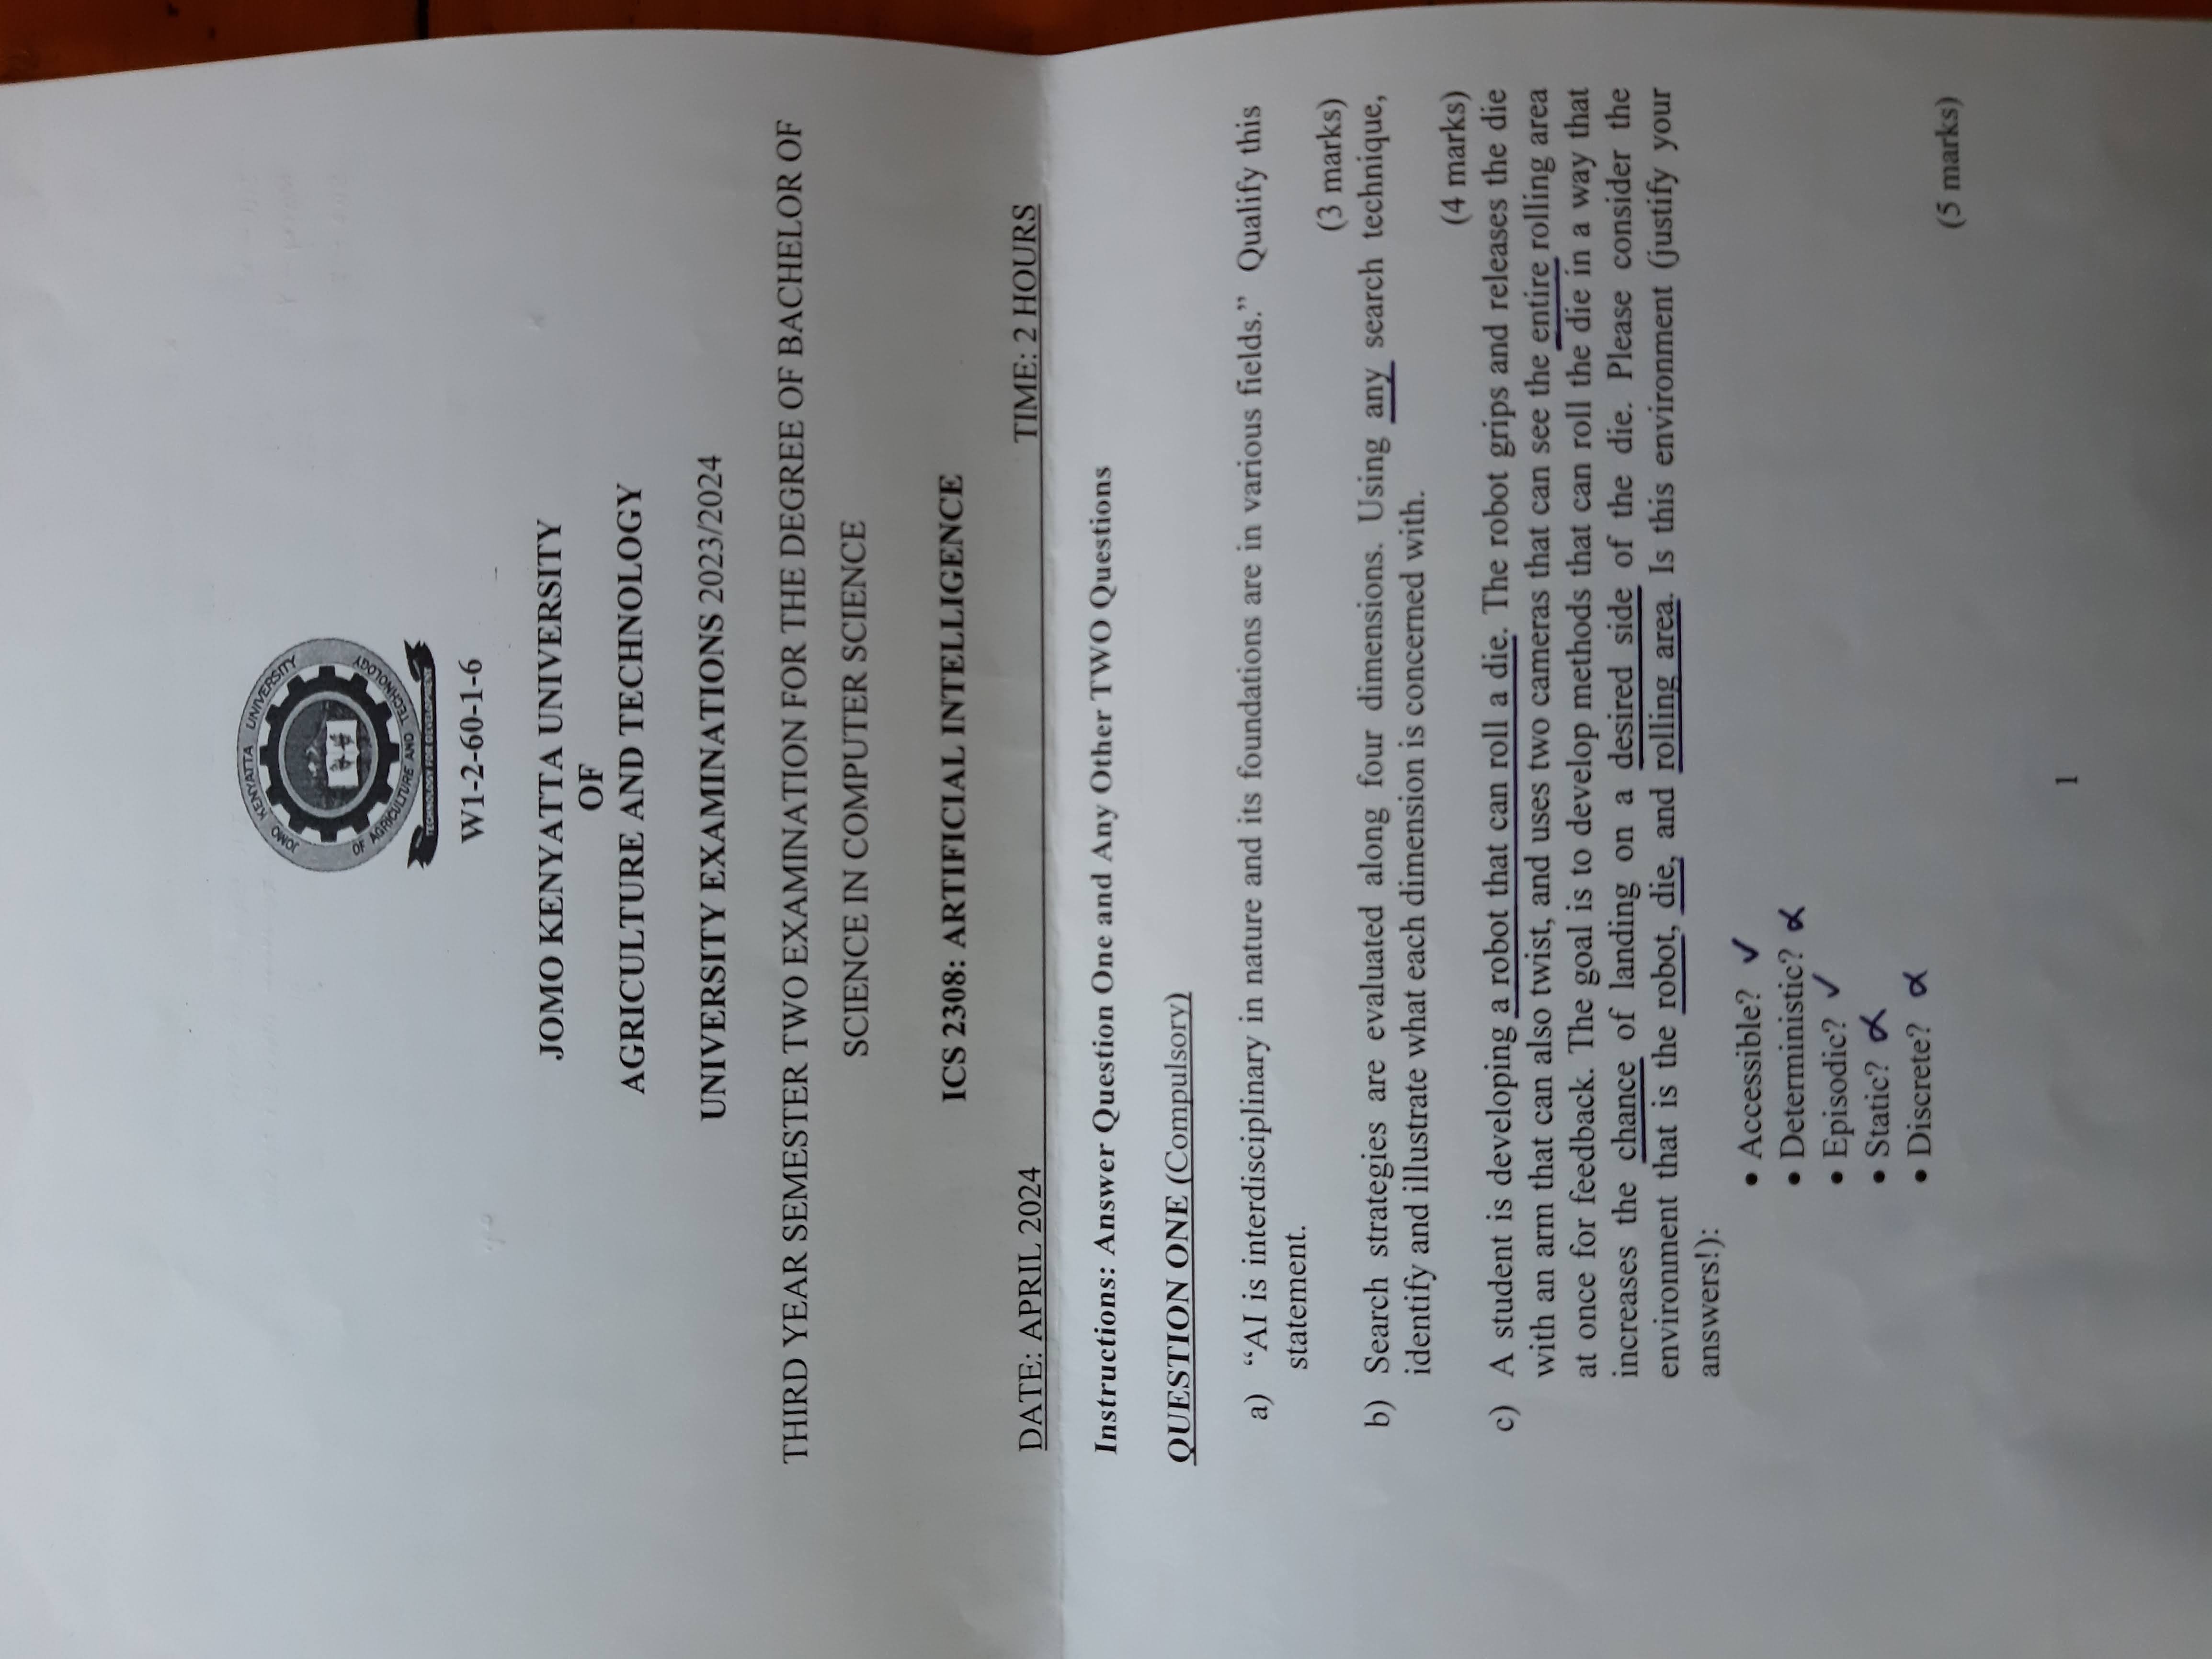 JOMO KENYATTA UNIVERSITY
OF AGRICULTURE AND TECHNOLOGY
TECHNOLOGY FOR DEVELOPMENT
W1-2-60-1-6
JOMO KENYATTA UNIVERSITY
OF
AGRICULTURE AND TECHNOLOGY
UNIVERSITY EXAMINATIONS 2023/2024
THIRD YEAR SEMESTER TWO EXAMINATION FOR THE DEGREE OF BACHELOR OF
SCIENCE IN COMPUTER SCIENCE
ICS 2308: ARTIFICIAL INTELLIGENCE
DATE: APRIL 2024 TIME: 2 HOURS
Instructions: Answer Question One and Any Other TWO Questions
QUESTION ONE (Compulsory)
a) “AI is interdisciplinary in nature and its foundations are in various fields.” Qualify this
statement.
(3 marks)
b) Search strategies are evaluated along four dimensions. Using any search technique,
identify and illustrate what each dimension is concerned with.
(4 marks)
c) A student is developing a robot that can roll a die. The robot grips and releases the die
with an arm that can also twist, and uses two cameras that can see the entire rolling area
at once for feedback. The goal is to develop methods that can roll the die in a way that
increases the chance of landing on a desired side of the die. Please consider the
environment that is the robot, die, and rolling area. Is this environment (justify your
answers!):
• Accessible? ✓
• Deterministic?
• Episodic? ✓
• Static?
• Discrete?
(5 marks)
1